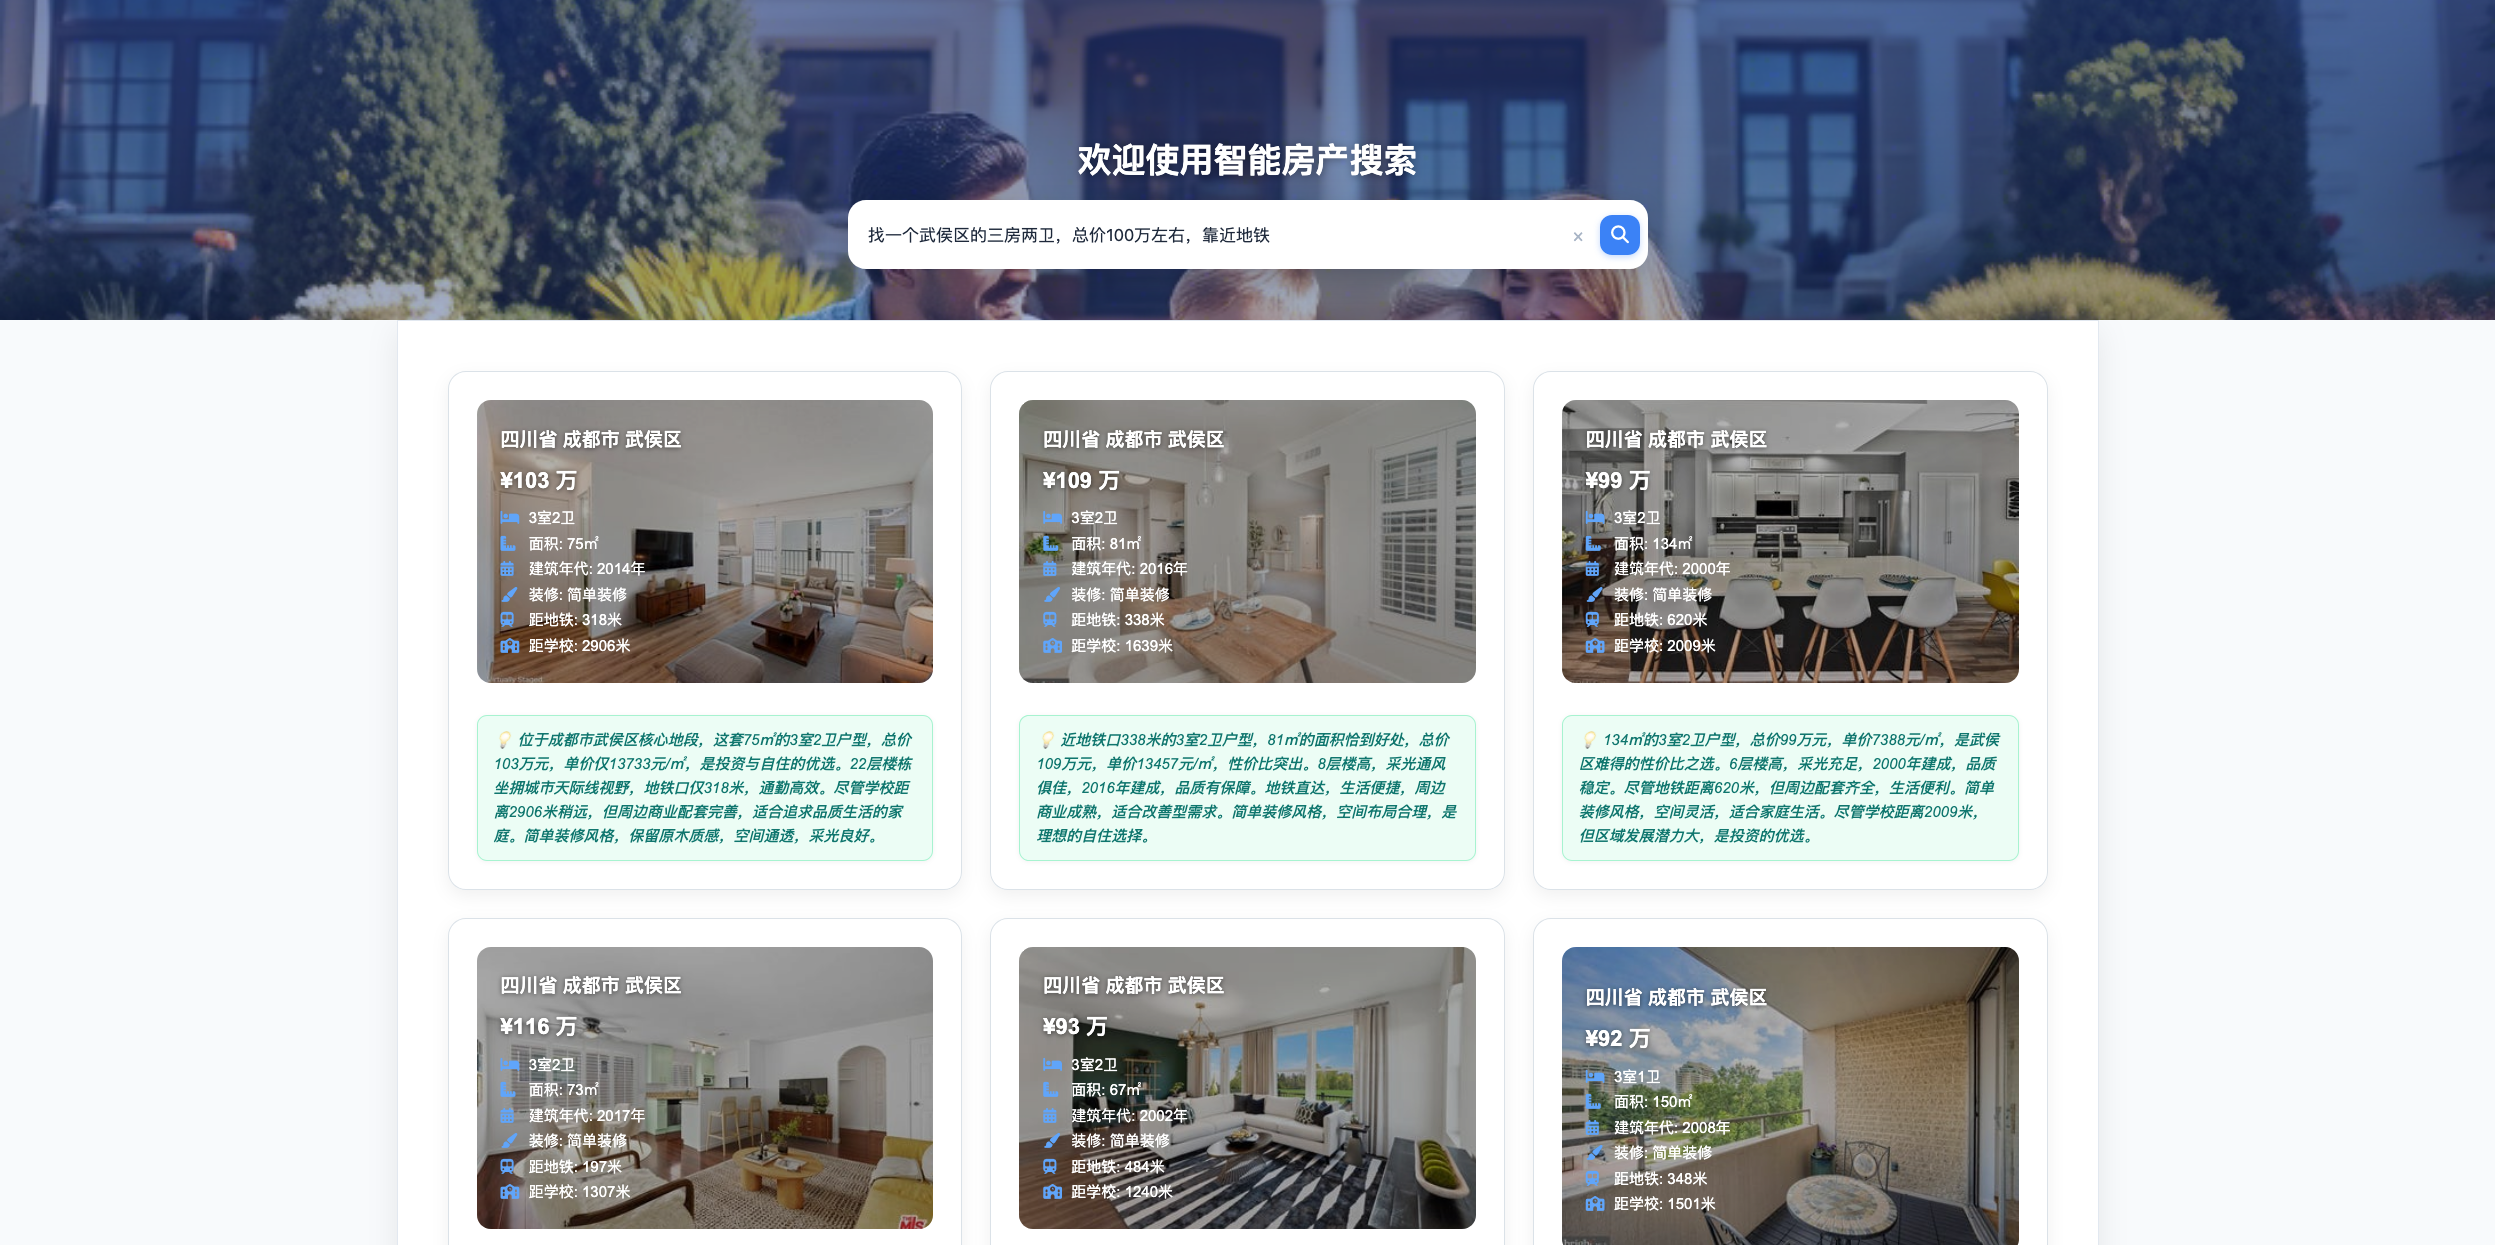 欢迎使用智能房产搜索
找一个武侯区的三房两卫，总价100万左右，靠近地铁
×
四川省 成都市 武侯区
¥103 万
3室2卫
面积: 75㎡
建筑年代: 2014年
装修: 简单装修
距地铁: 318米
距学校: 2906米
Virtually Staged
💡 位于成都市武侯区核心地段，这套75㎡的3室2卫户型，总价
103万元，单价仅13733元/㎡，是投资与自住的优选。22层楼栋
坐拥城市天际线视野，地铁口仅318米，通勤高效。尽管学校距
离2906米稍远，但周边商业配套完善，适合追求品质生活的家
庭。简单装修风格，保留原木质感，空间通透，采光良好。
四川省 成都市 武侯区
¥109 万
3室2卫
面积: 81㎡
建筑年代: 2016年
装修: 简单装修
距地铁: 338米
距学校: 1639米
💡 近地铁口338米的3室2卫户型，81㎡的面积恰到好处，总价
109万元，单价13457元/㎡，性价比突出。8层楼高，采光通风
俱佳，2016年建成，品质有保障。地铁直达，生活便捷，周边
商业成熟，适合改善型需求。简单装修风格，空间布局合理，是
理想的自住选择。
四川省 成都市 武侯区
¥99 万
3室2卫
面积: 134㎡
建筑年代: 2000年
装修: 简单装修
距地铁: 620米
距学校: 2009米
💡 134㎡的3室2卫户型，总价99万元，单价7388元/㎡，是武侯
区难得的性价比之选。6层楼高，采光充足，2000年建成，品质
稳定。尽管地铁距离620米，但周边配套齐全，生活便利。简单
装修风格，空间灵活，适合家庭生活。尽管学校距离2009米，
但区域发展潜力大，是投资的优选。
四川省 成都市 武侯区
¥116 万
3室2卫
面积: 73㎡
建筑年代: 2017年
装修: 简单装修
距地铁: 197米
距学校: 1307米
THE
MLS
四川省 成都市 武侯区
¥93 万
3室2卫
面积: 67㎡
建筑年代: 2002年
装修: 简单装修
距地铁: 484米
距学校: 1240米
四川省 成都市 武侯区
¥92 万
3室1卫
面积: 150㎡
建筑年代: 2008年
装修: 简单装修
距地铁: 348米
距学校: 1501米